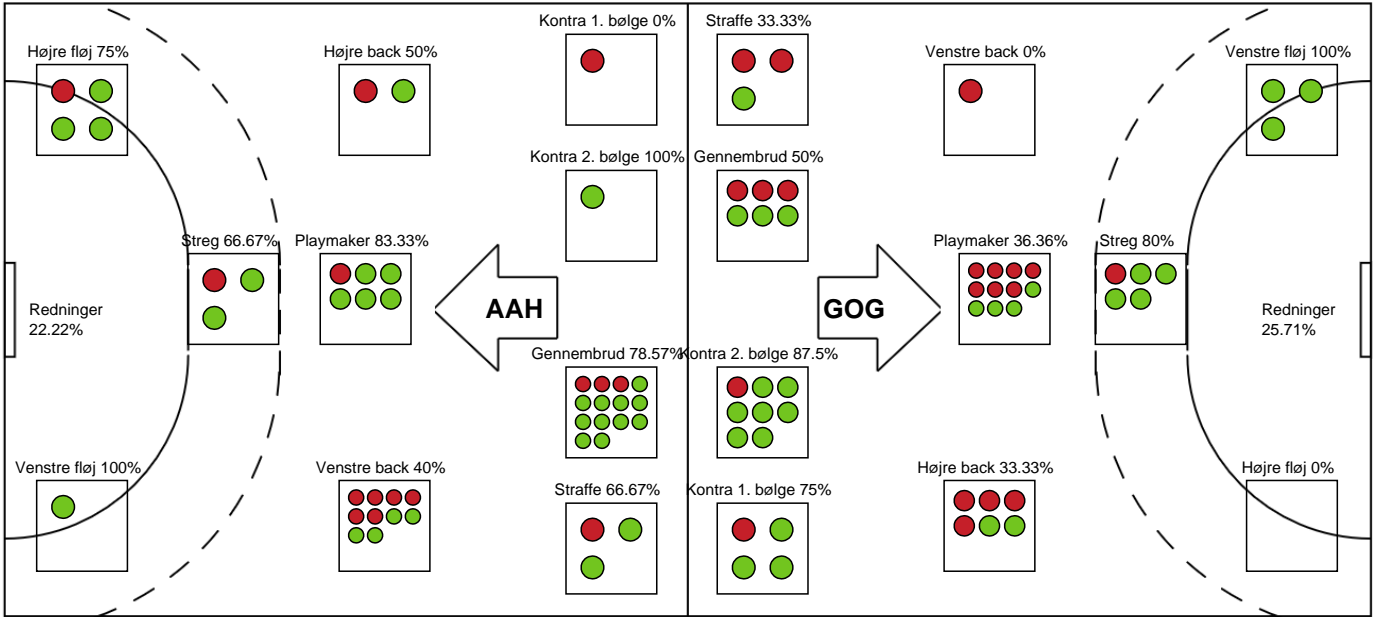 Kontra 1. bølge 0%
Straffe 33.33%
Højre fløj 75%
Højre back 50%
Venstre back 0%
Venstre fløj 100%
Kontra 2. bølge 100%
Gennembrud 50%
Streg 66.67%
Playmaker 83.33%
Playmaker 36.36%
Streg 80%
Redninger
22.22%
AAH
GOG
Redninger
25.71%
Gennembrud 78.57%
Kontra 2. bølge 87.5%
Venstre fløj 100%
Venstre back 40%
Straffe 66.67%
Kontra 1. bølge 75%
Højre back 33.33%
Højre fløj 0%